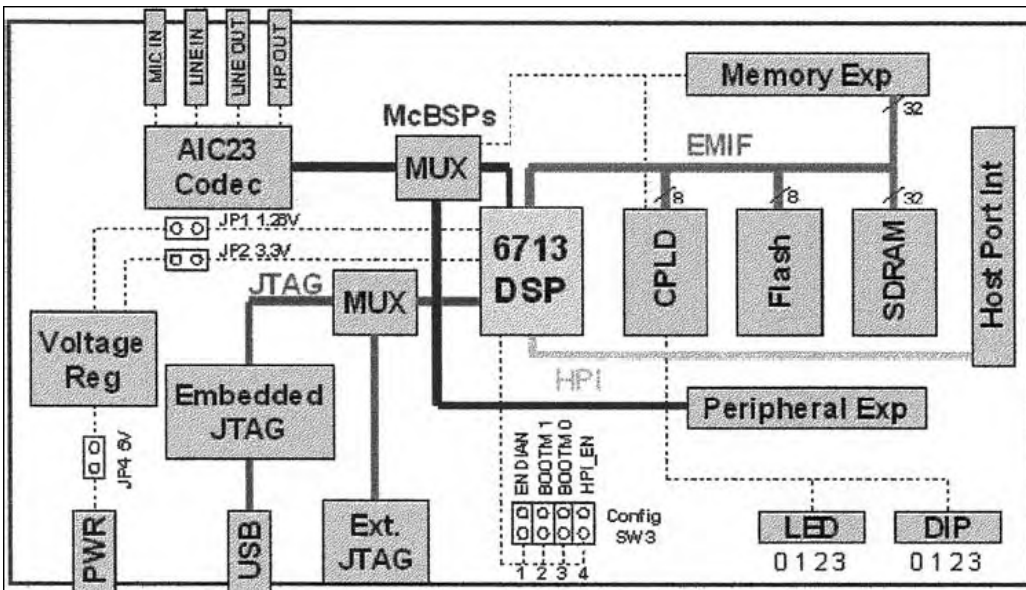 MIC IN
LINE IN
LINE OUT
HP OUT
Memory Exp
32
McBSPs
AIC23
Codec
MUX
EMIF
Host Port Int
JP1 1.26V
JP2 3.3V
6713
DSP
8
CPLD
8
Flash
32
SDRAM
JTAG
MUX
Voltage
Reg
HPI
Embedded
JTAG
Peripheral Exp
JP4 5V
ENDIAN
BOOTM 1
BOOTM 0
HPI_EN
Config
SW3
1 2 3 4
PWR
USB
Ext.
JTAG
LED
0 1 2 3
DIP
0 1 2 3